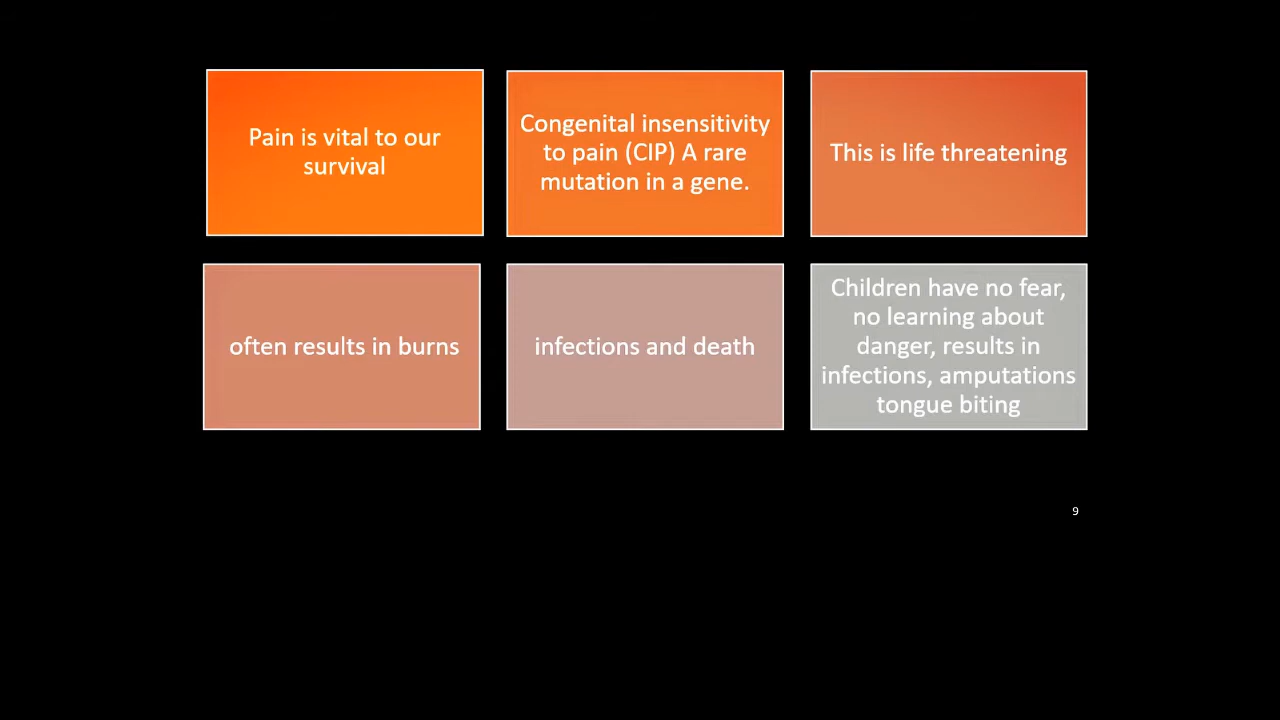 Pain is vital to our
survival
Congenital insensitivity
to pain (CIP) A rare
mutation in a gene.
This is life threatening
often results in burns
infections and death
Children have no fear,
no learning about
danger, results in
infections, amputations
tongue biting
9